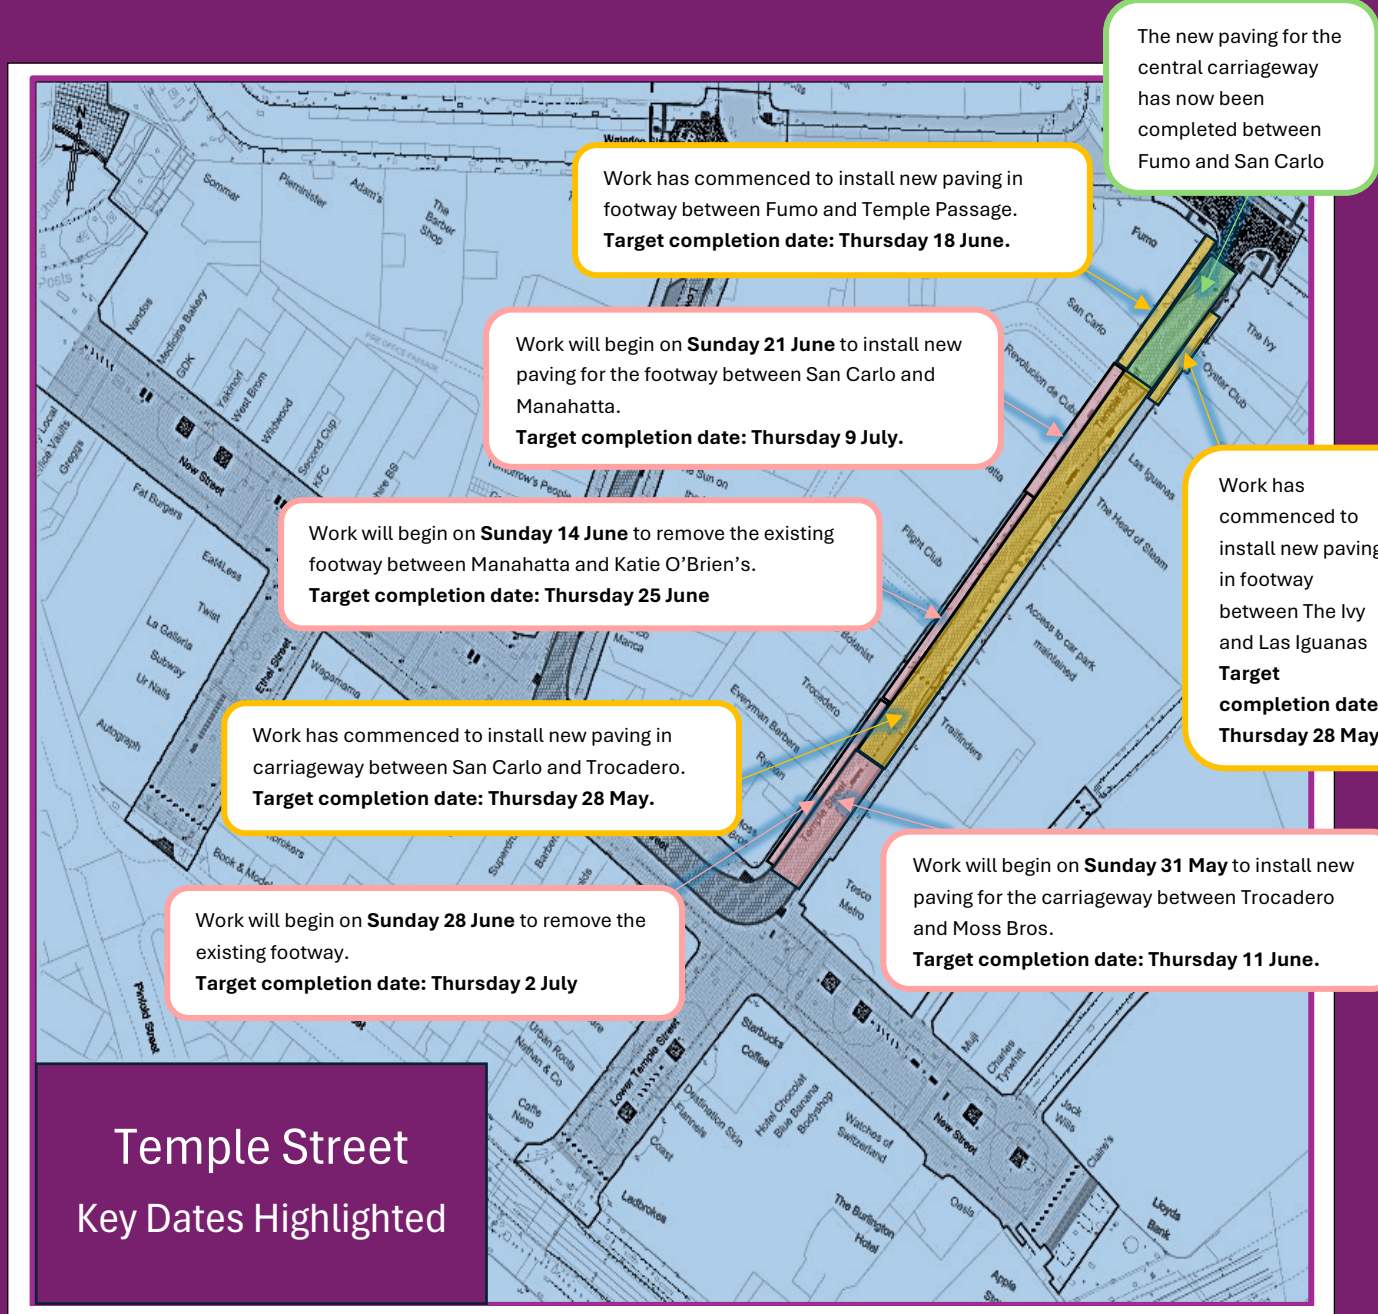 The new paving for the
central carriageway
has now been
completed between
Fumo and San Carlo
Work has commenced to install new paving in
footway between Fumo and Temple Passage.
Target completion date: Thursday 18 June.
Work will begin on Sunday 21 June to install new
paving for the footway between San Carlo and
Manahatta.
Target completion date: Thursday 9 July.
Work will begin on Sunday 14 June to remove the existing
footway between Manahatta and Katie O’Brien’s.
Target completion date: Thursday 25 June
Work has
commenced to
install new paving
in footway
between The Ivy
and Las Iguanas
Target
completion date
Thursday 28 May
Work has commenced to install new paving in
carriageway between San Carlo and Trocadero.
Target completion date: Thursday 28 May.
Work will begin on Sunday 31 May to install new
paving for the carriageway between Trocadero
and Moss Bros.
Target completion date: Thursday 11 June.
Work will begin on Sunday 28 June to remove the
existing footway.
Target completion date: Thursday 2 July
Temple Street
Key Dates Highlighted
Sommar
Pieminister
Adam's
The
Barber
Shop
Posts
Nandos
Medicine Bakery
GDK
Yakinori
West Brom
Wildwood
Second Cup
KFC
New Street
Greggs
Fat Burgers
Eat4Less
Twist
La Galleria
Subway
Ur Nails
Autograph
Ethel Street
Wagamama
Tomorrow's People
Fumo
San Carlo
Revolucion de Cuba
Flight Club
Botanist
Trocadero
Everyman Barbers
Ryman
Moss
Bros
The Ivy
Oyster Club
Las Iguanas
The Head of Steam
Access to car park
maintained
Trailfinders
Temple Street
Tesco
Metro
Pinfold Street
Urban Roots
Nathan & Co
Caffe
Nero
Lower Temple Street
Starbucks
Coffee
Destination Skin
Flannels
Coast
Ladbrokes
Hotel Chocolat
Blue Banana
Bodyshop
Watches of
Switzerland
The Burlington
Hotel
Oasis
New Street
Muji
Charles
Tyrwhitt
Jack
Wills
Claire's
Lloyds
Bank
Apple